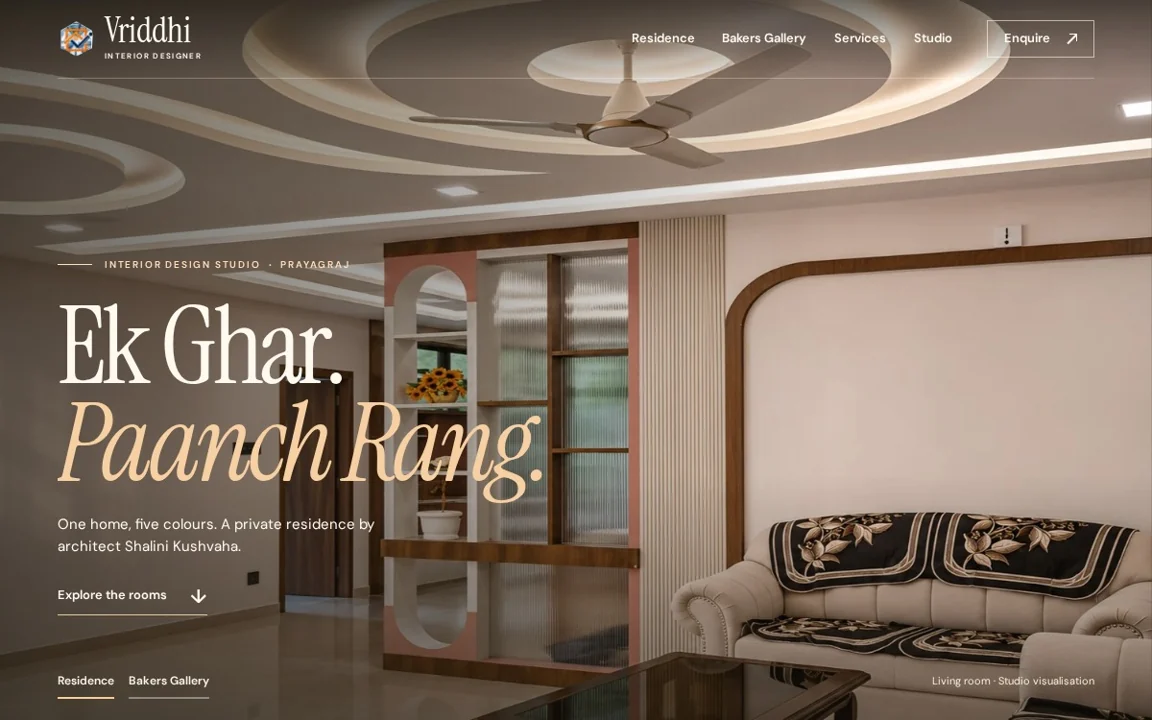 Vriddhi
INTERIOR DESIGNER
Residence
Bakers Gallery
Services
Studio
Enquire
INTERIOR DESIGN STUDIO · PRAYAGRAJ
Ek Ghar.
Paanch Rang.
One home, five colours. A private residence by
architect Shalini Kushvaha.
Explore the rooms
Residence
Bakers Gallery
Living room · Studio visualisation